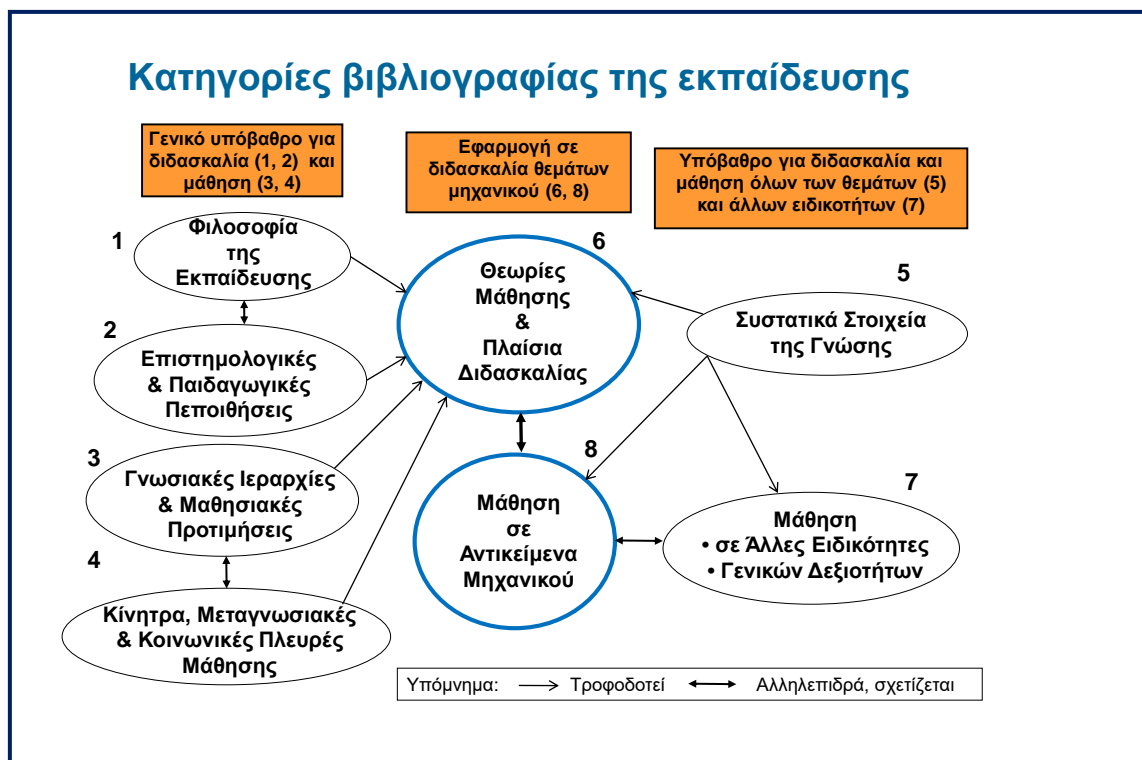 Κατηγορίες βιβλιογραφίας της εκπαίδευσης
Γενικό υπόβαθρο για
διδασκαλία (1, 2) και
μάθηση (3, 4)
Εφαρμογή σε
διδασκαλία θεμάτων
μηχανικού (6, 8)
Υπόβαθρο για διδασκαλία και
μάθηση όλων των θεμάτων (5)
και άλλων ειδικοτήτων (7)
1
Φιλοσοφία
της
Εκπαίδευσης
2
Επιστημολογικές
& Παιδαγωγικές
Πεποιθήσεις
3
Γνωσιακές Ιεραρχίες
& Μαθησιακές
Προτιμήσεις
4
Κίνητρα, Μεταγνωσιακές
& Κοινωνικές Πλευρές
Μάθησης
6
Θεωρίες
Μάθησης
&
Πλαίσια
Διδασκαλίας
5
Συστατικά Στοιχεία
της Γνώσης
8
Μάθηση
σε
Αντικείμενα
Μηχανικού
7
Μάθηση
• σε Άλλες Ειδικότητες
• Γενικών Δεξιοτήτων
Υπόμνημα: Τροφοδοτεί Αλληλεπιδρά, σχετίζεται